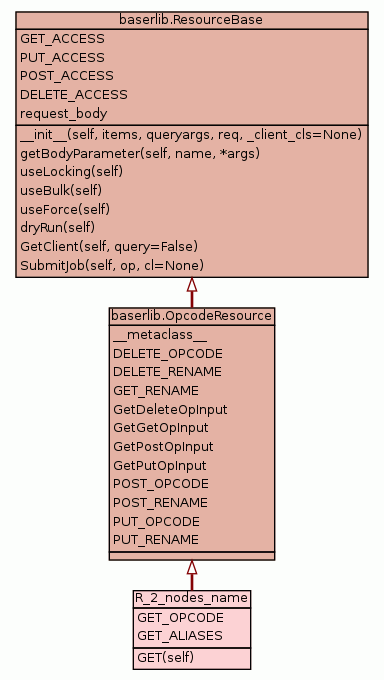 baserlib.ResourceBase
GET_ACCESS
PUT_ACCESS
POST_ACCESS
DELETE_ACCESS
request_body
__init__(self, items, queryargs, req, _client_cls=None)
getBodyParameter(self, name, *args)
useLocking(self)
useBulk(self)
useForce(self)
dryRun(self)
GetClient(self, query=False)
SubmitJob(self, op, cl=None)
baserlib.OpcodeResource
__metaclass__
DELETE_OPCODE
DELETE_RENAME
GET_RENAME
GetDeleteOpInput
GetGetOpInput
GetPostOpInput
GetPutOpInput
POST_OPCODE
POST_RENAME
PUT_OPCODE
PUT_RENAME
R_2_nodes_name
GET_OPCODE
GET_ALIASES
GET(self)